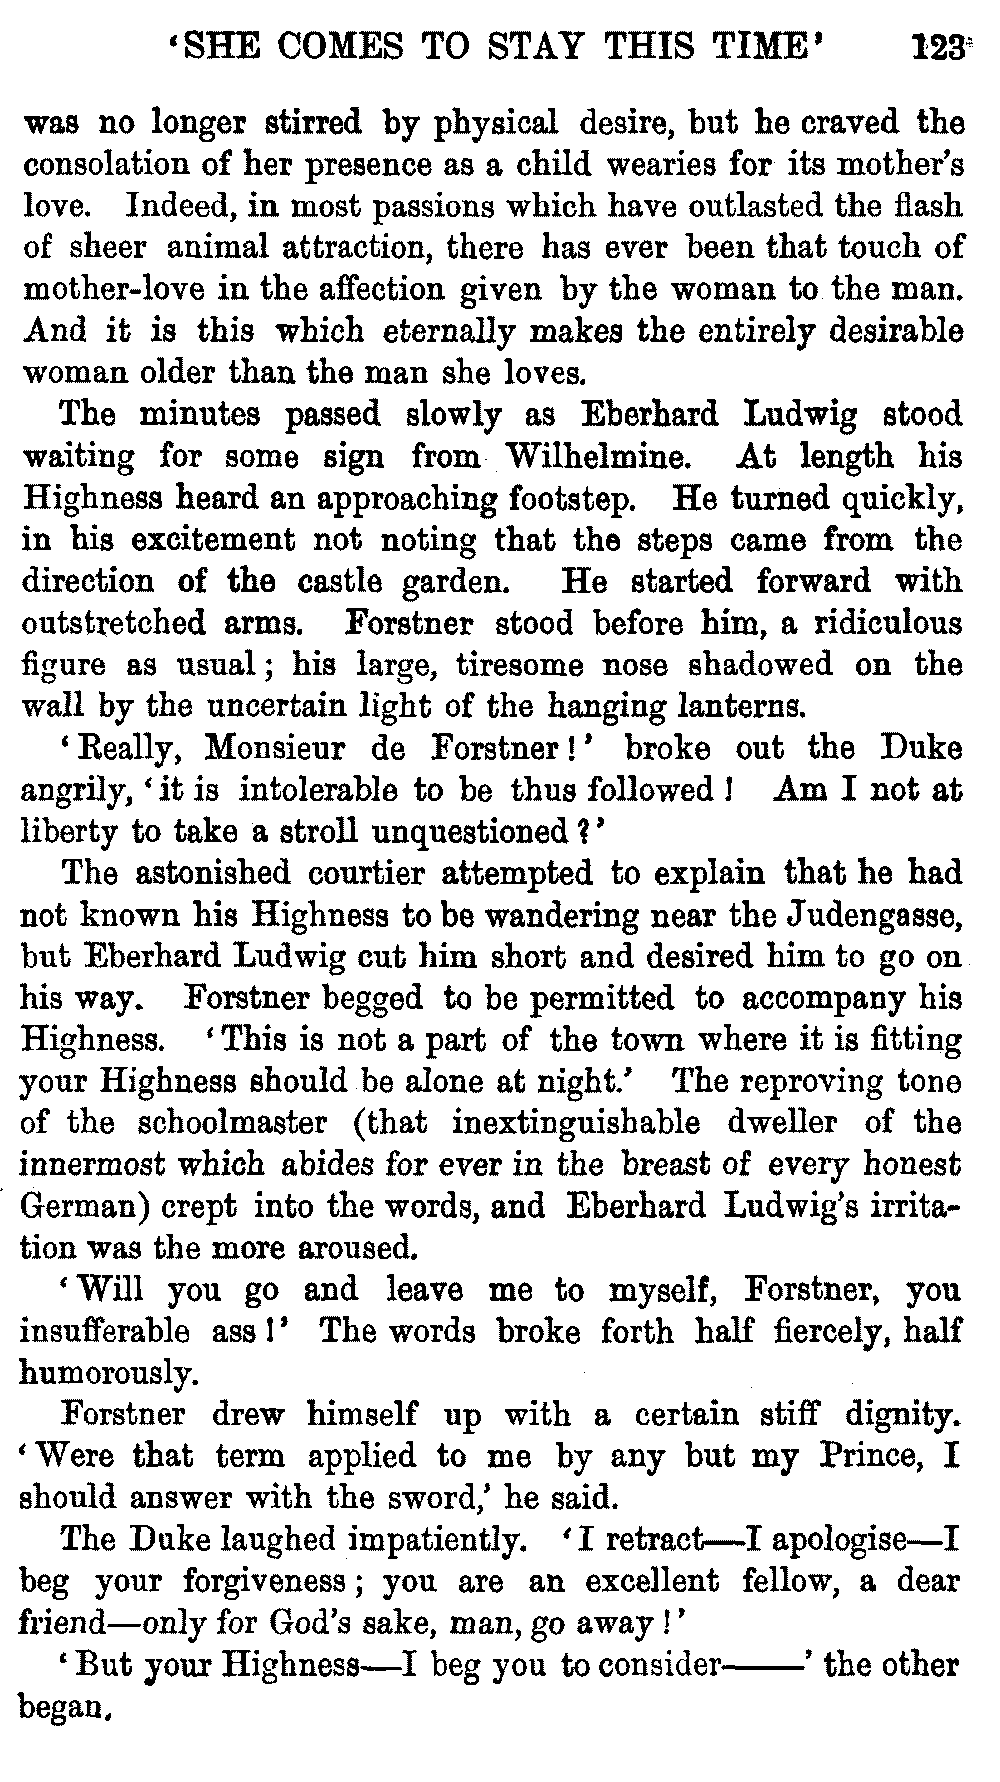 'SHE COMES TO STAY THIS TIME' 123
was no longer stirred by physical desire, but he craved the
consolation of her presence as a child wearies for its mother's
love. Indeed, in most passions which have outlasted the flash
of sheer animal attraction, there has ever been that touch of
mother-love in the affection given by the woman to the man.
And it is this which eternally makes the entirely desirable
woman older than the man she loves.
The minutes passed slowly as Eberhard Ludwig stood
waiting for some sign from Wilhelmine. At length his
Highness heard an approaching footstep. He turned quickly,
in his excitement not noting that the steps came from the
direction of the castle garden. He started forward with
outstretched arms. Forstner stood before him, a ridiculous
figure as usual; his large, tiresome nose shadowed on the
wall by the uncertain light of the hanging lanterns.
'Really, Monsieur de Forstner!' broke out the Duke
angrily, 'it is intolerable to be thus followed! Am I not at
liberty to take a stroll unquestioned?'
The astonished courtier attempted to explain that he had
not known his Highness to be wandering near the Judengasse,
but Eberhard Ludwig cut him short and desired him to go on
his way. Forstner begged to be permitted to accompany his
Highness. 'This is not a part of the town where it is fitting
your Highness should be alone at night.' The reproving tone
of the schoolmaster (that inextinguishable dweller of the
innermost which abides for ever in the breast of every honest
German) crept into the words, and Eberhard Ludwig's irrita-
tion was the more aroused.
'Will you go and leave me to myself, Forstner, you
insufferable ass!' The words broke forth half fiercely, half
humorously.
Forstner drew himself up with a certain stiff dignity.
'Were that term applied to me by any but my Prince, I
should answer with the sword,' he said.
The Duke laughed impatiently. 'I retract—I apologise—I
beg your forgiveness; you are an excellent fellow, a dear
friend—only for God's sake, man, go away!'
'But your Highness—I beg you to consider——' the other
began.